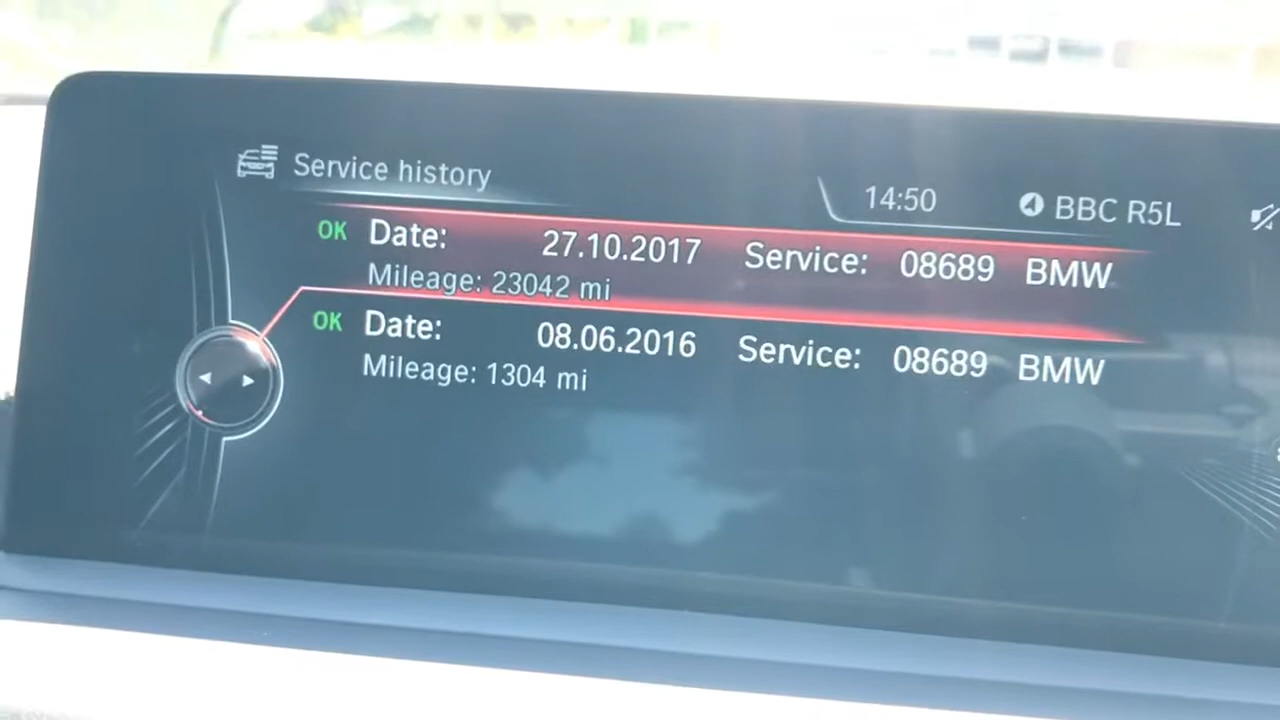 Service history
14:50 BBC R5L
OK Date: 27.10.2017 Service: 08689 BMW
Mileage: 23042 mi
OK Date: 08.06.2016 Service: 08689 BMW
Mileage: 1304 mi